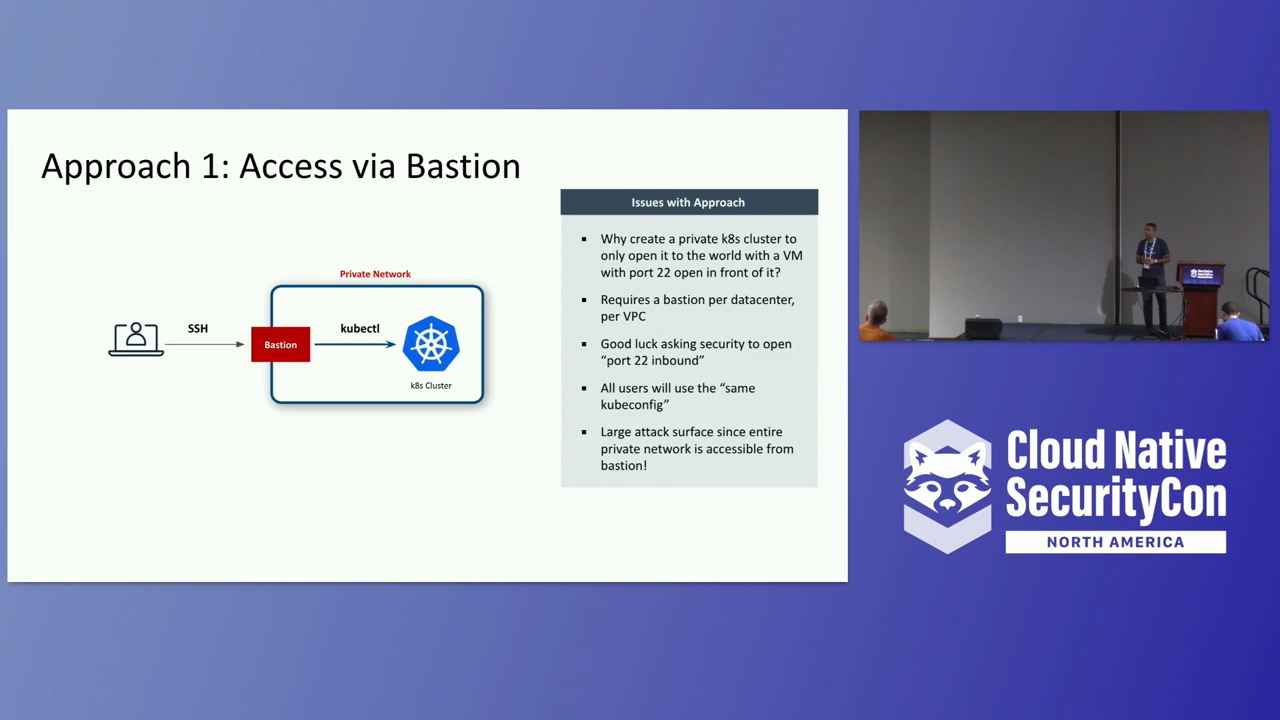 Approach 1: Access via Bastion
Private Network
SSH
Bastion
kubectl
k8s Cluster
Issues with Approach
▪ Why create a private k8s cluster to
only open it to the world with a VM
with port 22 open in front of it?
▪ Requires a bastion per datacenter,
per VPC
▪ Good luck asking security to open
“port 22 inbound”
▪ All users will use the “same
kubeconfig”
▪ Large attack surface since entire
private network is accessible from
bastion!
Cloud Native
SecurityCon
Cloud Native
SecurityCon
NORTH AMERICA